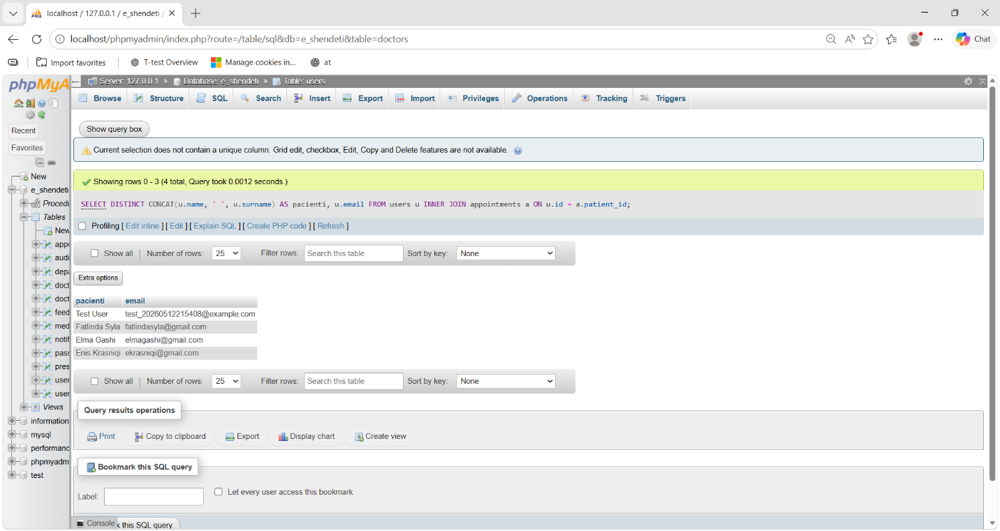 localhost / 127.0.0.1 / e_shendeti /
localhost/phpmyadmin/index.php?route=/table/sql&db=e_shendeti&table=doctors
Chat
Import favorites
T-test Overview
Manage cookies in...
at
phpMyA
Server: 127.0.0.1 » Database: e_shendeti » Table: users
Browse Structure SQL Search Insert Export Import Privileges Operations Tracking Triggers
Recent
Favorites
New
e_shendeti
Procedu
Tables
New
appo
audi
depa
doct
doct
feed
med
notif
pass
pres
user
user
Views
information
mysql
performanc
phpmyadm
test
Show query box
Current selection does not contain a unique column. Grid edit, checkbox, Edit, Copy and Delete features are not available.
Showing rows 0 - 3 (4 total, Query took 0.0012 seconds.)
SELECT DISTINCT CONCAT(u.name, ' ', u.surname) AS pacienti, u.email FROM users u INNER JOIN appointments a ON u.id = a.patient_id;
Profiling [ Edit inline ] [ Edit ] [ Explain SQL ] [ Create PHP code ] [ Refresh ]
Show all | Number of rows: 25 Filter rows: Search this table Sort by key: None
Extra options
pacienti email
Test User test_20260512215408@example.com
Fatlinda Syla fatlindasyla@gmail.com
Elma Gashi elmagashi@gmail.com
Enis Krasniqi ekrasniqi@gmail.com
Show all | Number of rows: 25 Filter rows: Search this table Sort by key: None
Query results operations
Print Copy to clipboard Export Display chart Create view
Bookmark this SQL query
Label: Let every user access this bookmark
Console k this SQL query